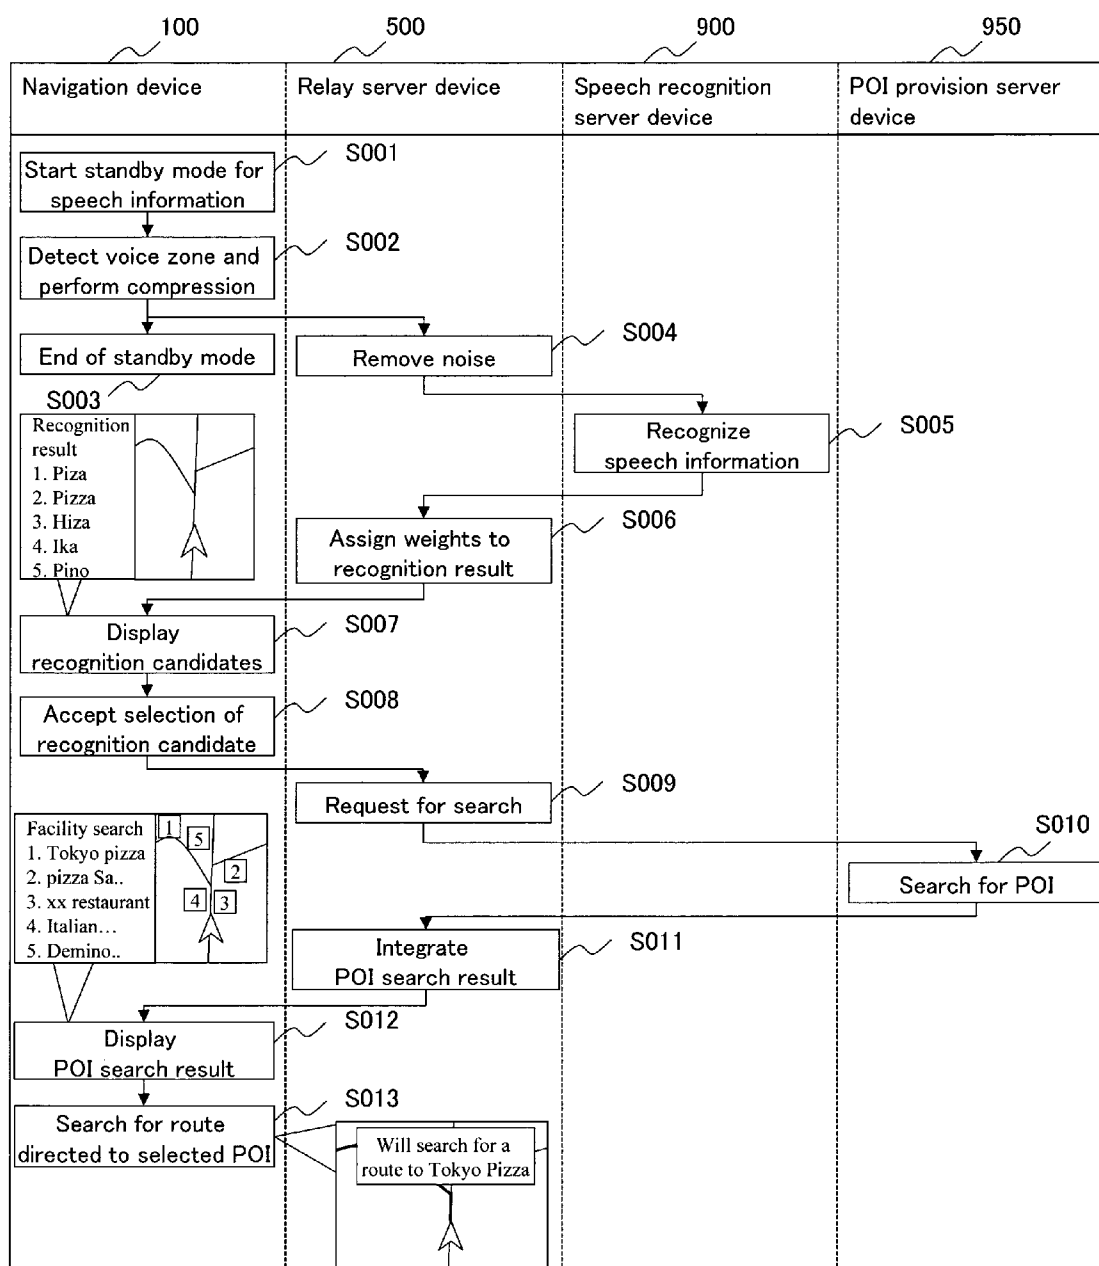 100
500
900
950
Navigation device
Relay server device
Speech recognition
server device
POI provision server
device
S001
Start standby mode for
speech information
S002
Detect voice zone and
perform compression
S004
End of standby mode
Remove noise
S003
Recognition
result
1. Piza
2. Pizza
3. Hiza
4. Ika
5. Pino
S005
Recognize
speech information
S006
Assign weights to
recognition result
S007
Display
recognition candidates
S008
Accept selection of
recognition candidate
S009
Request for search
Facility search
1. Tokyo pizza
2. pizza Sa..
3. xx restaurant
4. Italian...
5. Demino..
1
5
2
4
3
S010
Search for POI
S011
Integrate
POI search result
S012
Display
POI search result
S013
Search for route
directed to selected POI
Will search for a
route to Tokyo Pizza